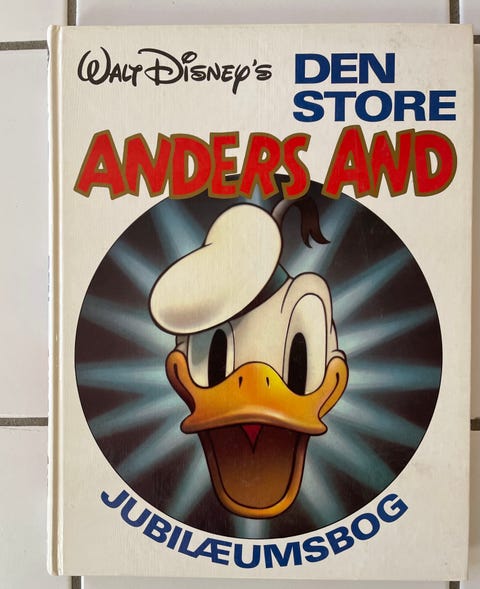 WALT DISNEY'S
DEN
STORE
ANDERS AND
JUBILÆUMSBOG